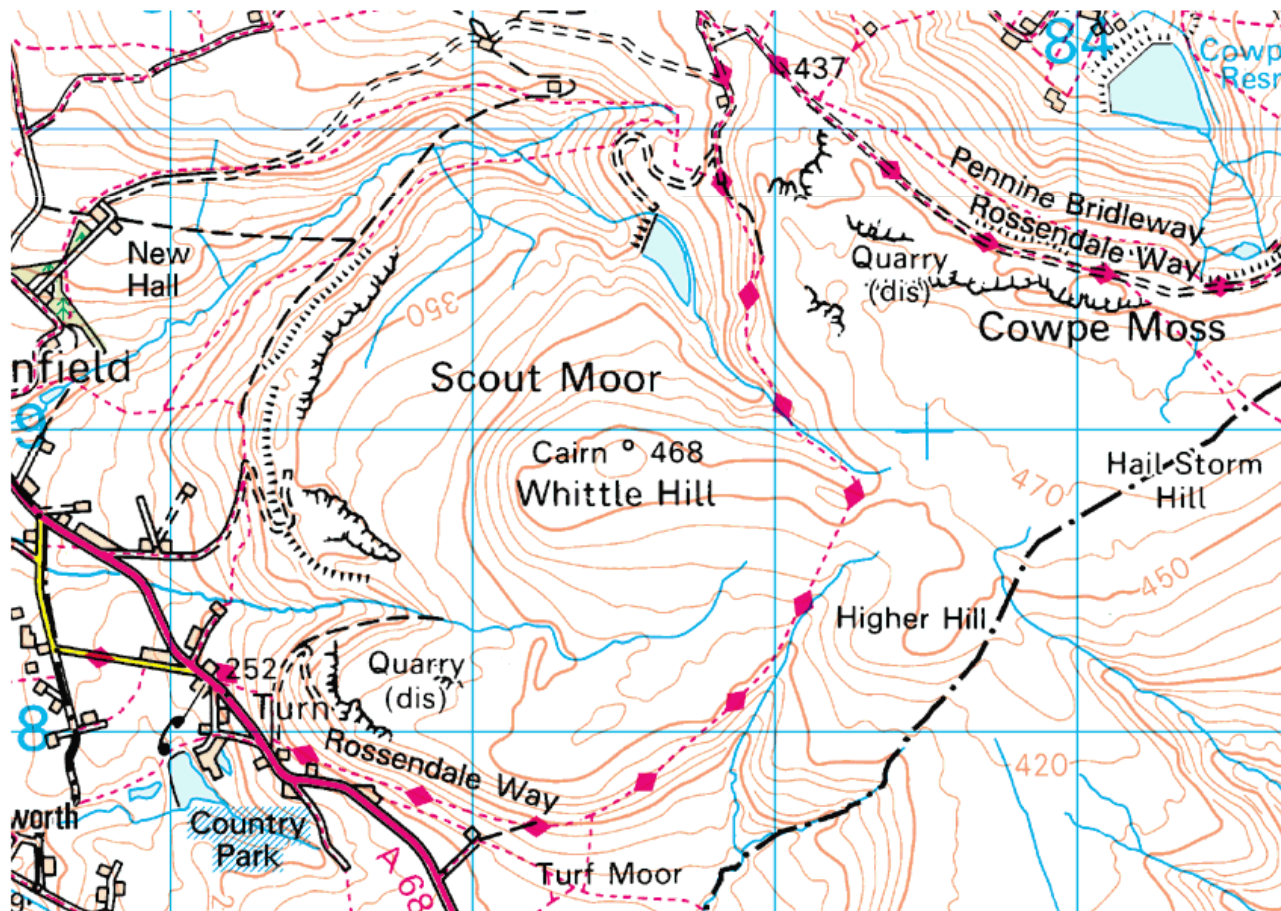 84
Cowp
Resr
437
Pennine Bridleway
Rossendale Way
New
Hall
Quarry
(dis)
350
Cowpe Moss
nfield
Scout Moor
9
Cairn 468
Whittle Hill
Hail Storm
Hill
470
450
Higher Hill
252
Turn
Quarry
(dis)
8
Rossendale Way
420
worth
Country
Park
A 68
Turf Moor